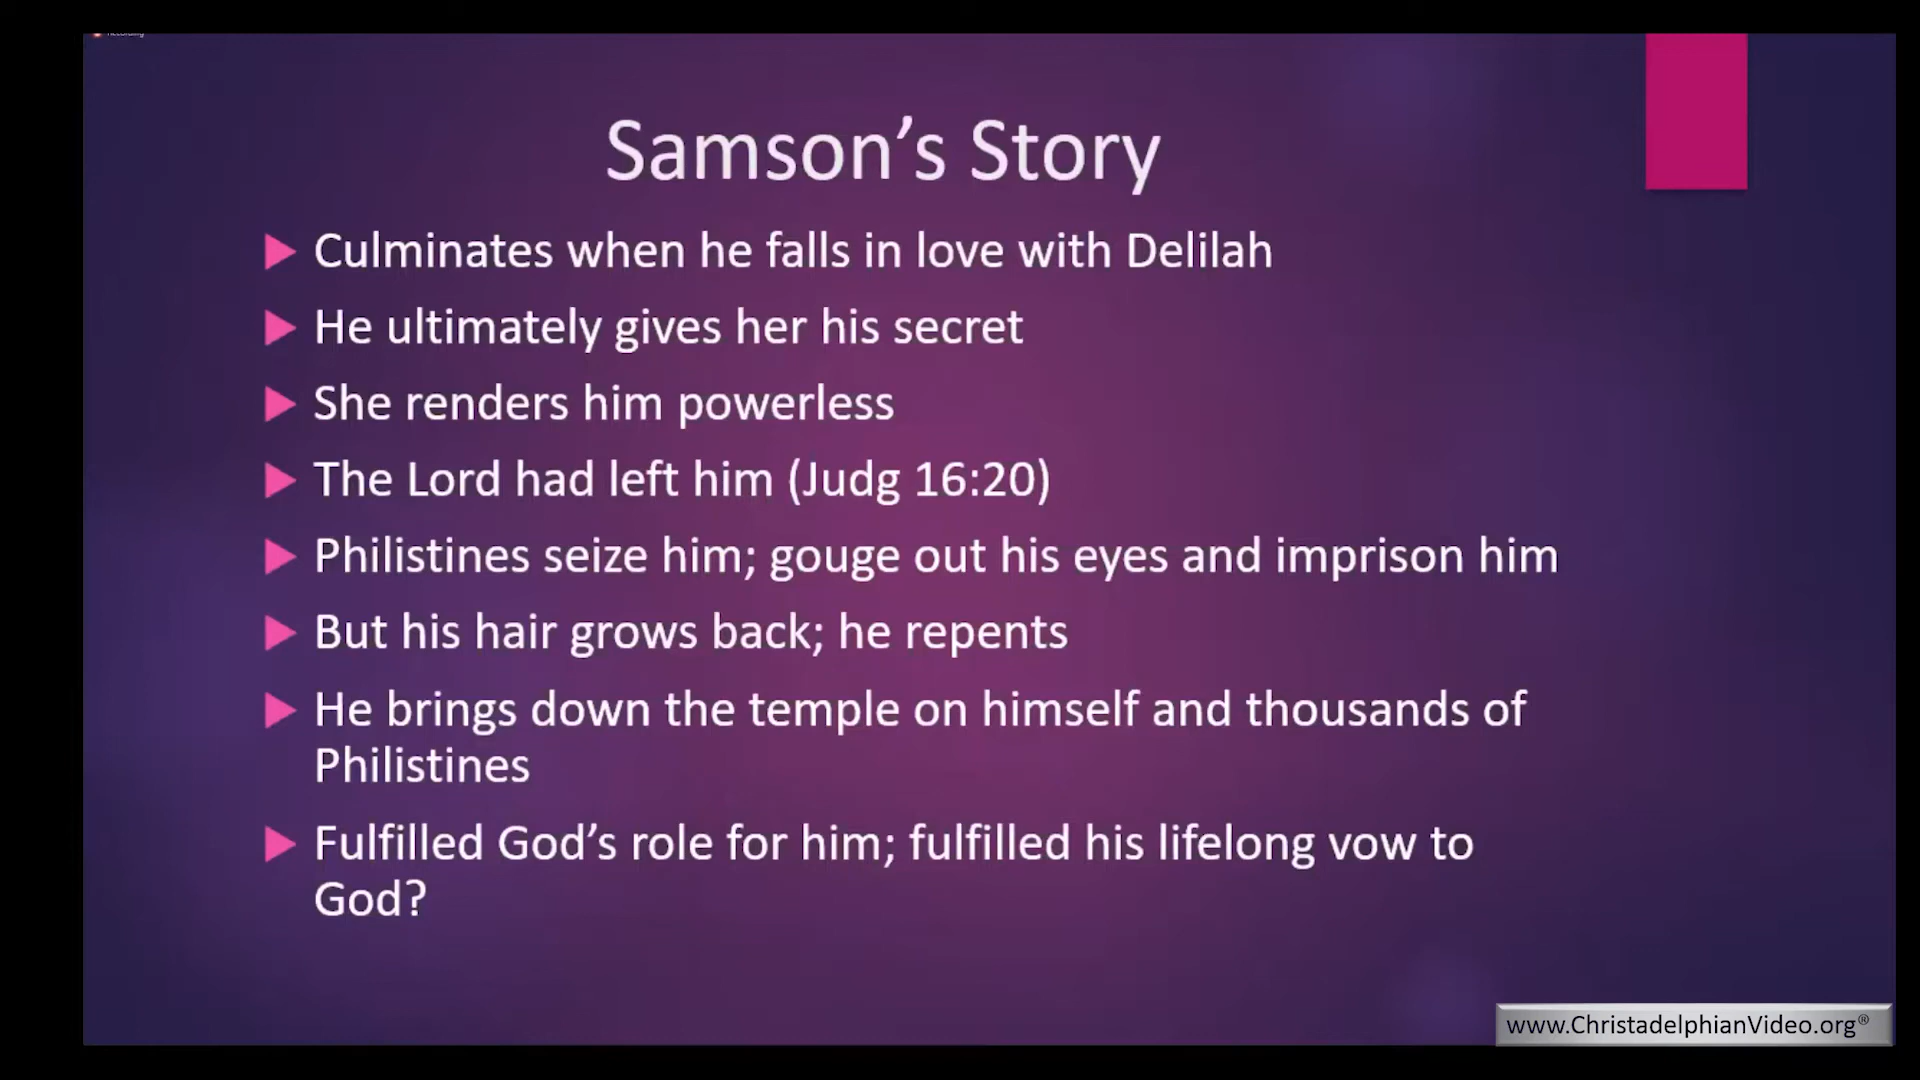 Recording
Samson’s Story
Culminates when he falls in love with Delilah
He ultimately gives her his secret
She renders him powerless
The Lord had left him (Judg 16:20)
Philistines seize him; gouge out his eyes and imprison him
But his hair grows back; he repents
He brings down the temple on himself and thousands of
Philistines
Fulfilled God’s role for him; fulfilled his lifelong vow to
God?
www.ChristadelphianVideo.org®